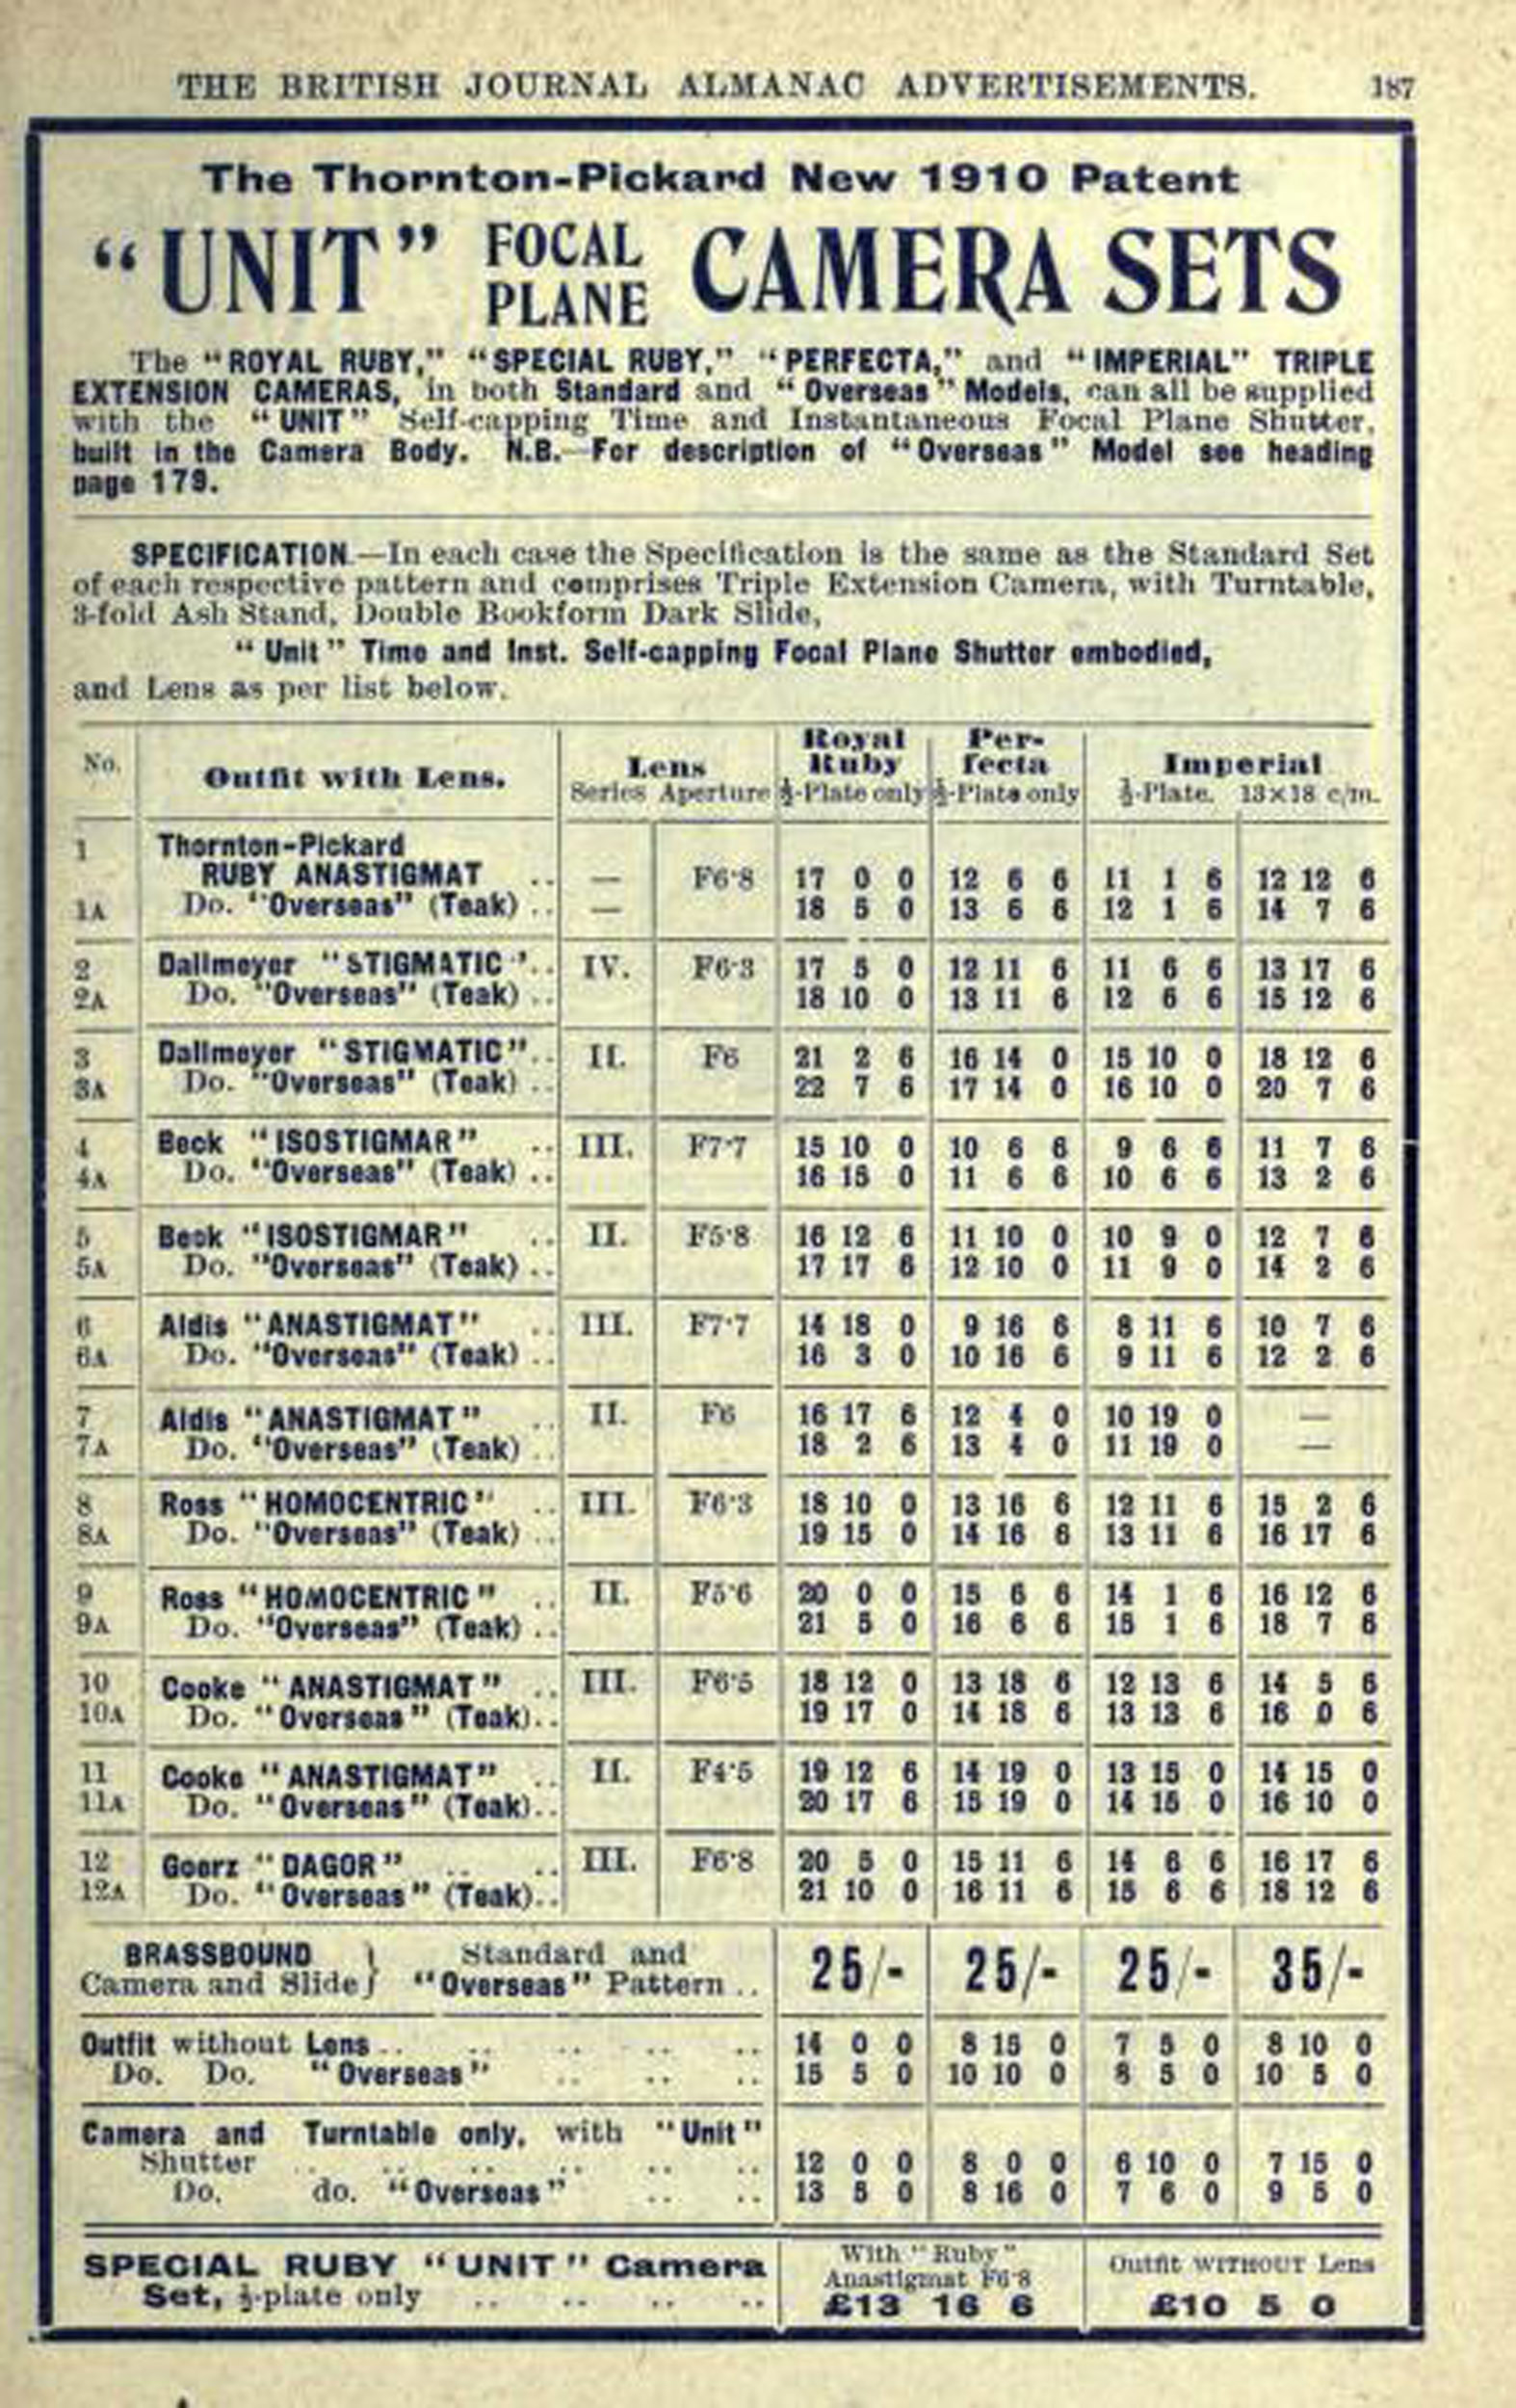 THE BRITISH JOURNAL ALMANAC ADVERTISEMENTS. 187
The Thornton-Pickard New 1910 Patent
"UNIT" FOCAL PLANE CAMERA SETS
The "ROYAL RUBY," "SPECIAL RUBY," "PERFECTA," and "IMPERIAL" TRIPLE
EXTENSION CAMERAS, in both Standard and "Overseas" Models, can all be supplied
with the "UNIT" Self-capping Time and Instantaneous Focal Plane Shutter,
built in the Camera Body. N.B.—For description of "Overseas" Model see heading
page 179.
SPECIFICATION.—In each case the Specification is the same as the Standard Set
of each respective pattern and comprises Triple Extension Camera, with Turntable,
3-fold Ash Stand, Double Bookform Dark Slide,
"Unit" Time and Inst. Self-capping Focal Plane Shutter embodied,
and Lens as per list below.
No. Outfit with Lens. Lens Series Aperture Royal Ruby ½-Plate only Perfecta ½-Plate only Imperial ½-Plate. 13×18 c/m.
1 Thornton-Pickard
RUBY ANASTIGMAT .. — F6·8 17 0 0 12 6 6 11 1 6 12 12 6
1A Do. "Overseas" (Teak) .. — 18 5 0 13 6 6 12 1 6 14 7 6
2 Dallmeyer "STIGMATIC".. IV. F6·3 17 5 0 12 11 6 11 6 6 13 17 6
2A Do. "Overseas" (Teak) .. 18 10 0 13 11 6 12 6 6 15 12 6
3 Dallmeyer "STIGMATIC".. II. F6 21 2 6 16 14 0 15 10 0 18 12 6
3A Do. "Overseas" (Teak) .. 22 7 6 17 14 0 16 10 0 20 7 6
4 Beck "ISOSTIGMAR" .. III. F7·7 15 10 0 10 6 6 9 6 6 11 7 6
4A Do. "Overseas" (Teak) .. 16 15 0 11 6 6 10 6 6 13 2 6
5 Beck "ISOSTIGMAR" .. II. F5·8 16 12 6 11 10 0 10 9 0 12 7 6
5A Do. "Overseas" (Teak) .. 17 17 6 12 10 0 11 9 0 14 2 6
6 Aldis "ANASTIGMAT" .. III. F7·7 14 18 0 9 16 6 8 11 6 10 7 6
6A Do. "Overseas" (Teak) .. 16 3 0 10 16 6 9 11 6 12 2 6
7 Aldis "ANASTIGMAT" .. II. F6 16 17 6 12 4 0 10 19 0 —
7A Do. "Overseas" (Teak) .. 18 2 6 13 4 0 11 19 0 —
8 Ross "HOMOCENTRIC" .. III. F6·3 18 10 0 13 16 6 12 11 6 15 2 6
8A Do. "Overseas" (Teak) .. 19 15 0 14 16 6 13 11 6 16 17 6
9 Ross "HOMOCENTRIC" .. II. F5·6 20 0 0 15 6 6 14 1 6 16 12 6
9A Do. "Overseas" (Teak) .. 21 5 0 16 6 6 15 1 6 18 7 6
10 Cooke "ANASTIGMAT" .. III. F6·5 18 12 0 13 18 6 12 13 6 14 5 6
10A Do. "Overseas" (Teak).. 19 17 0 14 18 6 13 13 6 16 0 6
11 Cooke "ANASTIGMAT" .. II. F4·5 19 12 6 14 19 0 13 15 0 14 15 0
11A Do. "Overseas" (Teak).. 20 17 6 15 19 0 14 15 0 16 10 0
12 Goerz "DAGOR" .. .. III. F6·8 20 5 0 15 11 6 14 6 6 16 17 6
12A Do. "Overseas" (Teak).. 21 10 0 16 11 6 15 6 6 18 12 6
BRASSBOUND } Standard and
Camera and Slide } "Overseas" Pattern .. 25/- 25/- 25/- 35/-
Outfit without Lens .. .. .. .. .. 14 0 0 8 15 0 7 5 0 8 10 0
Do. Do. "Overseas" .. .. .. 15 5 0 10 10 0 8 5 0 10 5 0
Camera and Turntable only, with "Unit"
Shutter .. .. .. .. .. .. 12 0 0 8 0 0 6 10 0 7 15 0
Do. do. "Overseas" .. .. 13 5 0 8 16 0 7 6 0 9 5 0
SPECIAL RUBY "UNIT" Camera
Set, ½-plate only .. .. .. ..
With "Ruby"
Anastigmat F6·8
£13 16 6
Outfit WITHOUT Lens
£10 5 0